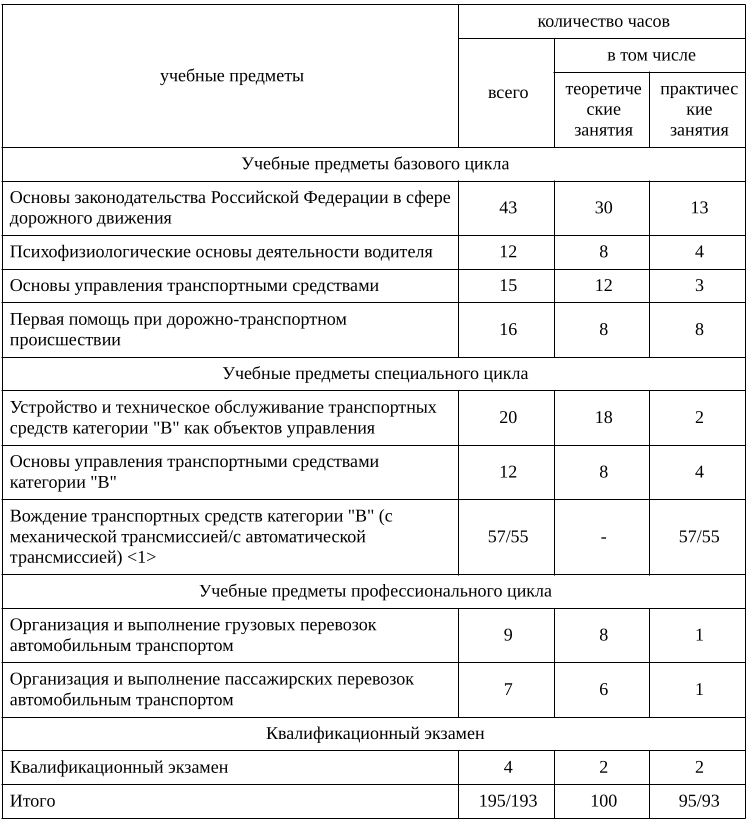 учебные предметы
количество часов
всего
в том числе
теоретиче
ские
занятия
практичес
кие
занятия
Учебные предметы базового цикла
Основы законодательства Российской Федерации в сфере
дорожного движения
43
30
13
Психофизиологические основы деятельности водителя
12
8
4
Основы управления транспортными средствами
15
12
3
Первая помощь при дорожно-транспортном
происшествии
16
8
8
Учебные предметы специального цикла
Устройство и техническое обслуживание транспортных
средств категории "B" как объектов управления
20
18
2
Основы управления транспортными средствами
категории "B"
12
8
4
Вождение транспортных средств категории "B" (с
механической трансмиссией/с автоматической
трансмиссией) <1>
57/55
-
57/55
Учебные предметы профессионального цикла
Организация и выполнение грузовых перевозок
автомобильным транспортом
9
8
1
Организация и выполнение пассажирских перевозок
автомобильным транспортом
7
6
1
Квалификационный экзамен
Квалификационный экзамен
4
2
2
Итого
195/193
100
95/93